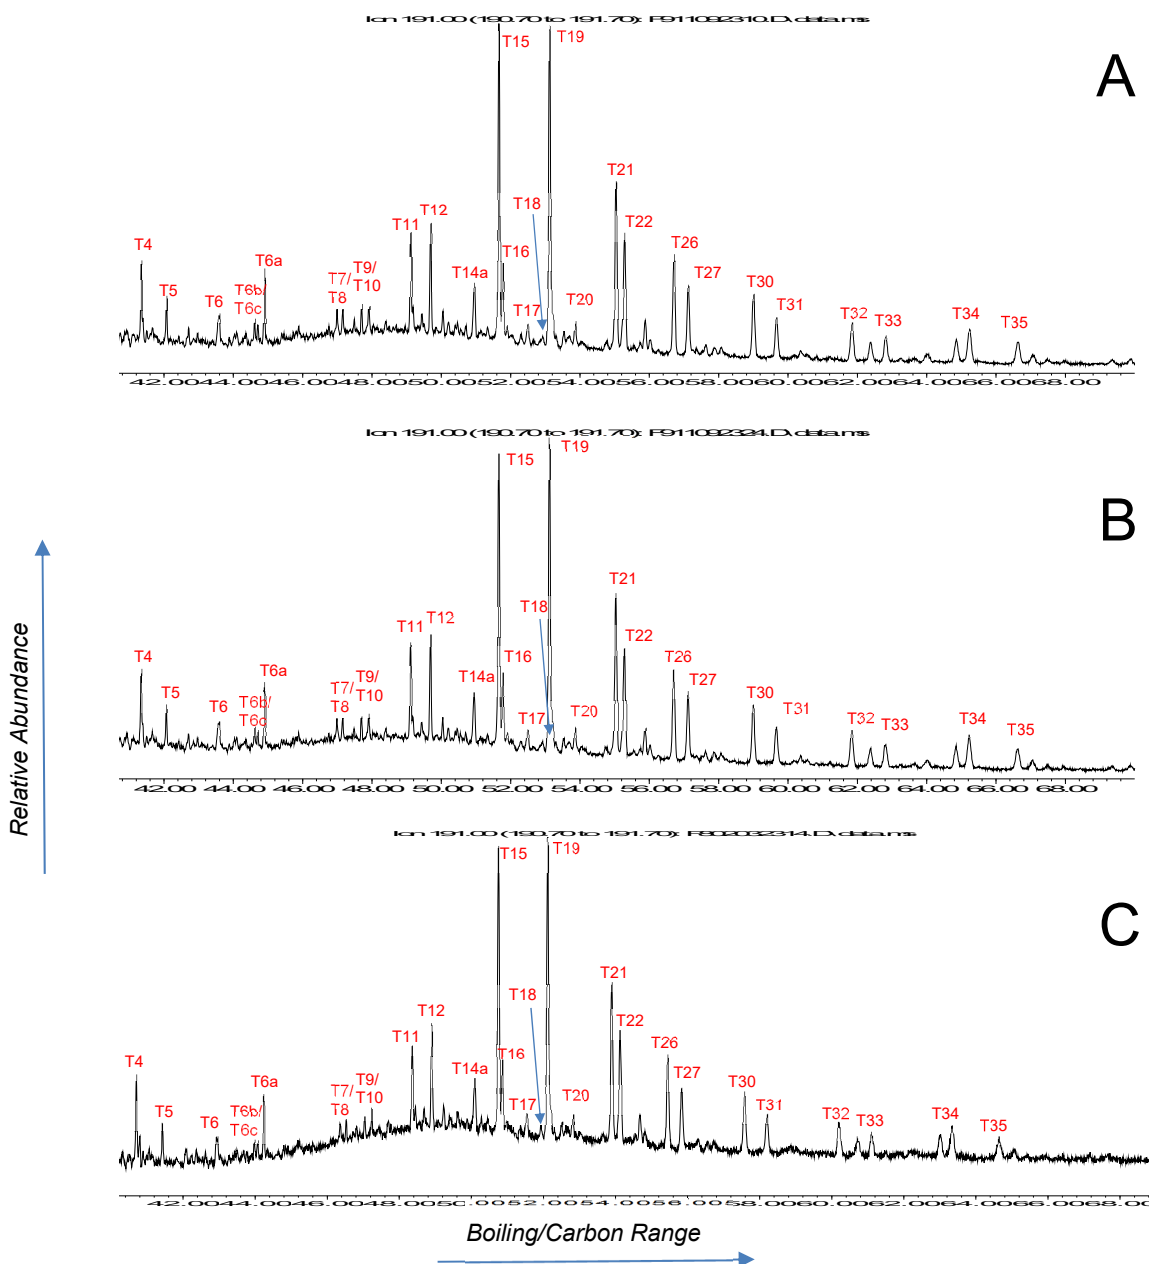 Ion 191.00 (190.70 to 191.70): F911092310.D\data.ms
A
T15
T19
T21
T18
T12
T11
T22
T4
T6a
T16
T26
T9/
T7/
T14a
T27
T30
T5
T6b/
T10
T8
T6
T6c
T17
T20
T31
T32
T33
T34
T35
42.00 44.00 46.00 48.00 50.00 52.00 54.00 56.00 58.00 60.00 62.00 64.00 66.00 68.00
Ion 191.00 (190.70 to 191.70): F911092324.D\data.ms
B
T15
T19
T21
T18
T12
T11
T22
T4
T6a
T16
T26
T9/
T7/
T14a
T27
T30
T5
T6b/
T10
T8
T6
T6c
T17
T20
T31
T32
T33
T34
T35
42.00 44.00 46.00 48.00 50.00 52.00 54.00 56.00 58.00 60.00 62.00 64.00 66.00 68.00
Relative Abundance
Ion 191.00 (190.70 to 191.70): F802032314.D\data.ms
C
T15
T19
T21
T18
T12
T11
T22
T4
T6a
T16
T26
T9/
T7/
T14a
T27
T30
T5
T6b/
T10
T8
T6
T6c
T17
T20
T31
T32
T33
T34
T35
42.00 44.00 46.00 48.00 50.00 52.00 54.00 56.00 58.00 60.00 62.00 64.00 66.00 68.00
Boiling/Carbon Range